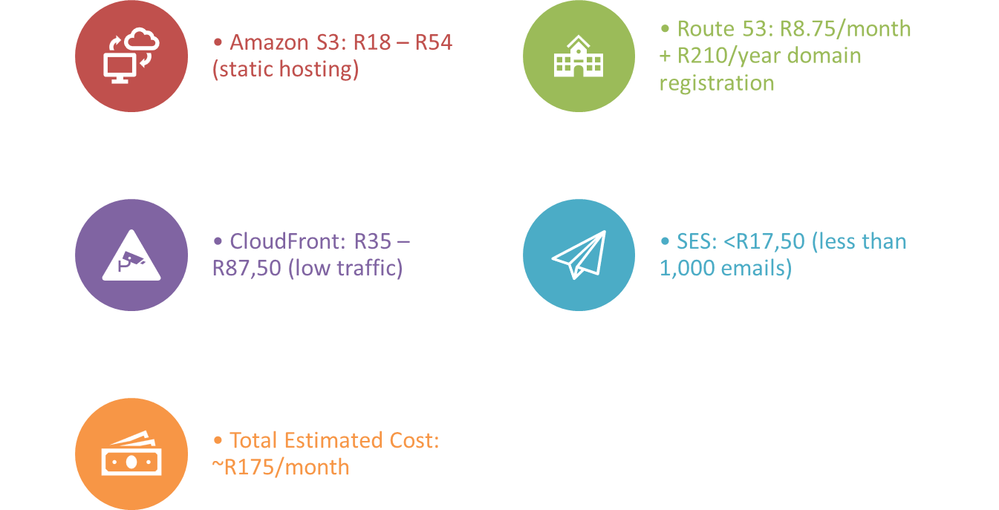 • Amazon S3: R18 – R54
(static hosting)
• Route 53: R8.75/month
+ R210/year domain
registration
• CloudFront: R35 –
R87,50 (low traffic)
• SES: <R17,50 (less than
1,000 emails)
• Total Estimated Cost:
~R175/month